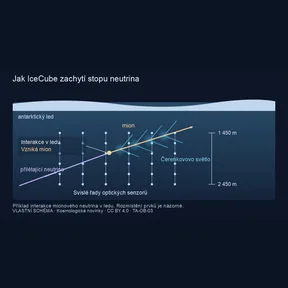 Jak IceCube zachytí stopu neutrina
antarktický led
mion
1 450 m
Interakce v ledu
Vzniká mion
Čerenkovovo světlo
přilétající neutrino
2 450 m
Svislé řady optických senzorů
Příklad interakce mionového neutrina v ledu. Rozmístění prvků je názorné.
VLASTNÍ SCHÉMA · Kosmologické novinky · CC BY 4.0 · TA-OB-03